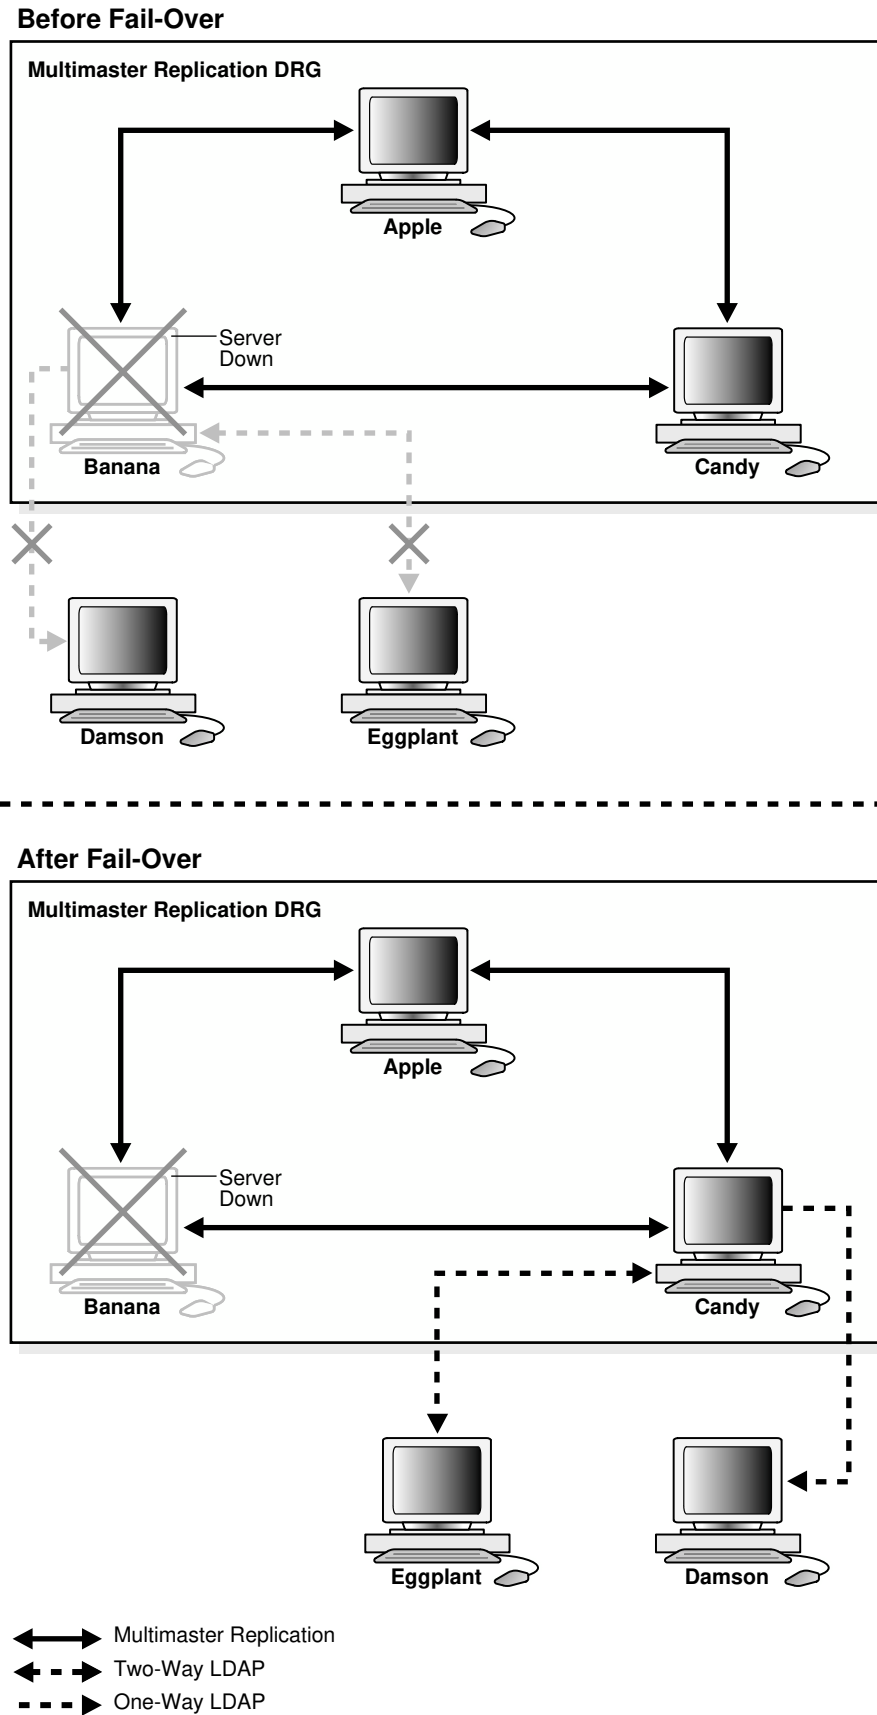 Before Fail-Over
Multimaster Replication DRG
Apple
Server
Down
Banana
Candy
Damson
Eggplant
After Fail-Over
Multimaster Replication DRG
Apple
Server
Down
Banana
Candy
Eggplant
Damson
Multimaster Replication
Two-Way LDAP
One-Way LDAP